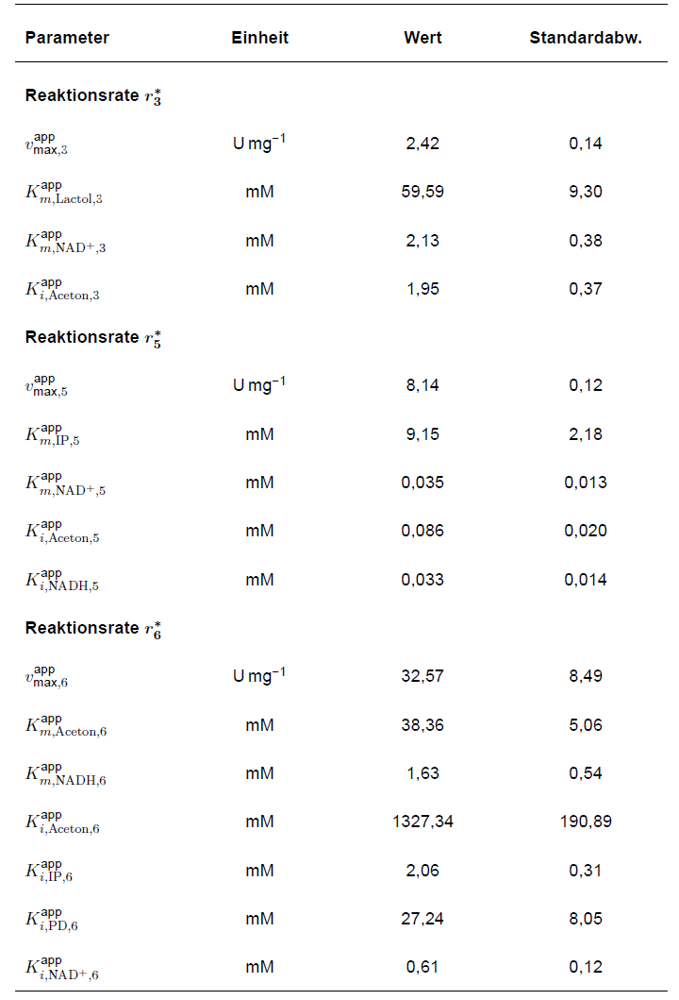 Parameter Einheit Wert Standardabw.
Reaktionsrate $r_3^*$
$v_{\text{max},3}^{\text{app}}$ U mg$^{-1}$ 2,42 0,14
$K_{m,\text{Lactol},3}^{\text{app}}$ mM 59,59 9,30
$K_{m,\text{NAD}^+,3}^{\text{app}}$ mM 2,13 0,38
$K_{i,\text{Aceton},3}^{\text{app}}$ mM 1,95 0,37
Reaktionsrate $r_5^*$
$v_{\text{max},5}^{\text{app}}$ U mg$^{-1}$ 8,14 0,12
$K_{m,\text{IP},5}^{\text{app}}$ mM 9,15 2,18
$K_{m,\text{NAD}^+,5}^{\text{app}}$ mM 0,035 0,013
$K_{i,\text{Aceton},5}^{\text{app}}$ mM 0,086 0,020
$K_{i,\text{NADH},5}^{\text{app}}$ mM 0,033 0,014
Reaktionsrate $r_6^*$
$v_{\text{max},6}^{\text{app}}$ U mg$^{-1}$ 32,57 8,49
$K_{m,\text{Aceton},6}^{\text{app}}$ mM 38,36 5,06
$K_{m,\text{NADH},6}^{\text{app}}$ mM 1,63 0,54
$K_{i,\text{Aceton},6}^{\text{app}}$ mM 1327,34 190,89
$K_{i,\text{IP},6}^{\text{app}}$ mM 2,06 0,31
$K_{i,\text{PD},6}^{\text{app}}$ mM 27,24 8,05
$K_{i,\text{NAD}^+,6}^{\text{app}}$ mM 0,61 0,12